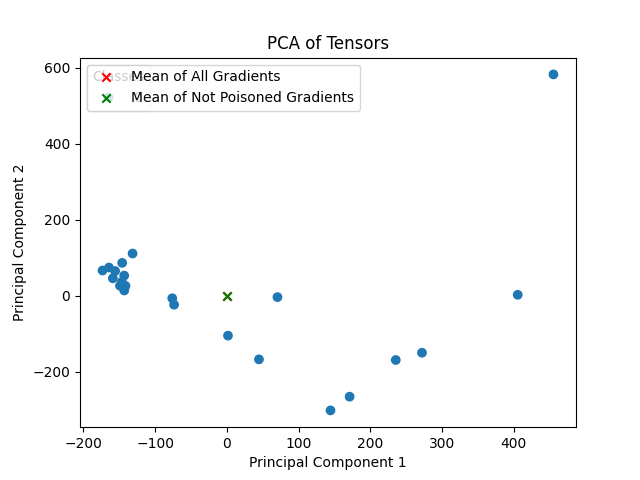 PCA of Tensors
Classes
Mean of All Gradients
Mean of Not Poisoned Gradients
600
400
200
0
−200
−200
−100
0
100
200
300
400
Principal Component 1
Principal Component 2